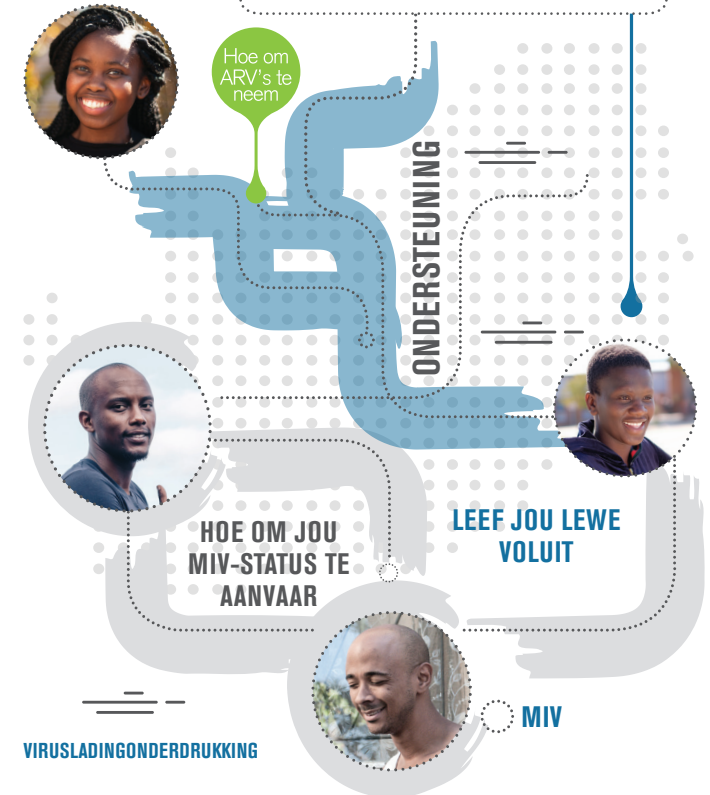 Hoe om
ARV's te
neem
ONDERSTEUNING
HOE OM JOU
MIV-STATUS TE
AANVAAR
LEEF JOU LEWE
VOLUIT
MIV
VIRUSLADINGONDERDRUKKING